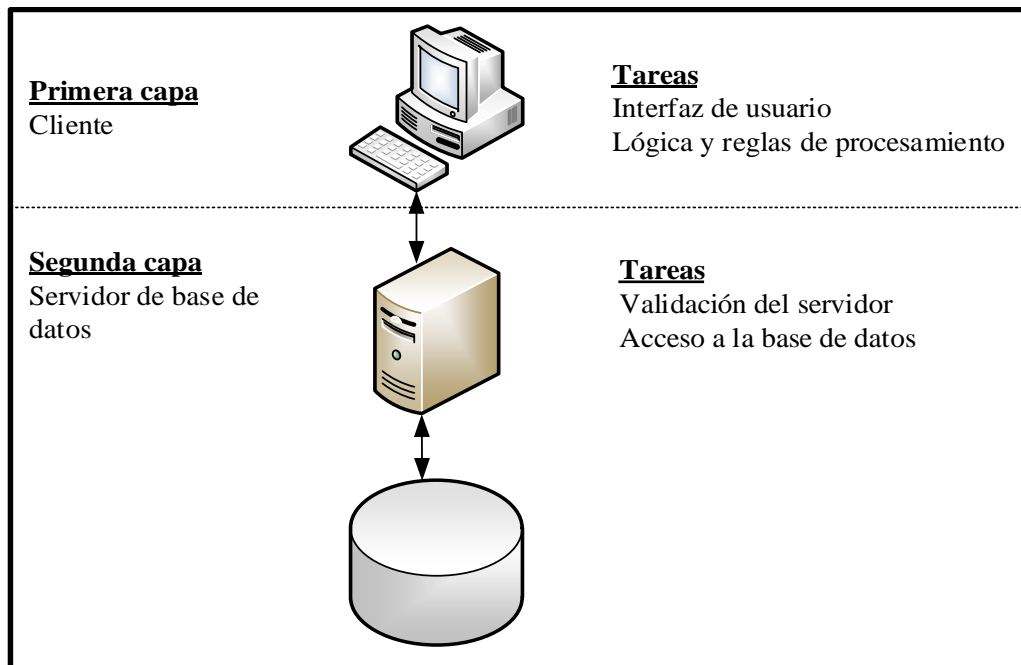 Primera capa
Cliente
Tareas
Interfaz de usuario
Lógica y reglas de procesamiento
Segunda capa
Servidor de base de
datos
Tareas
Validación del servidor
Acceso a la base de datos